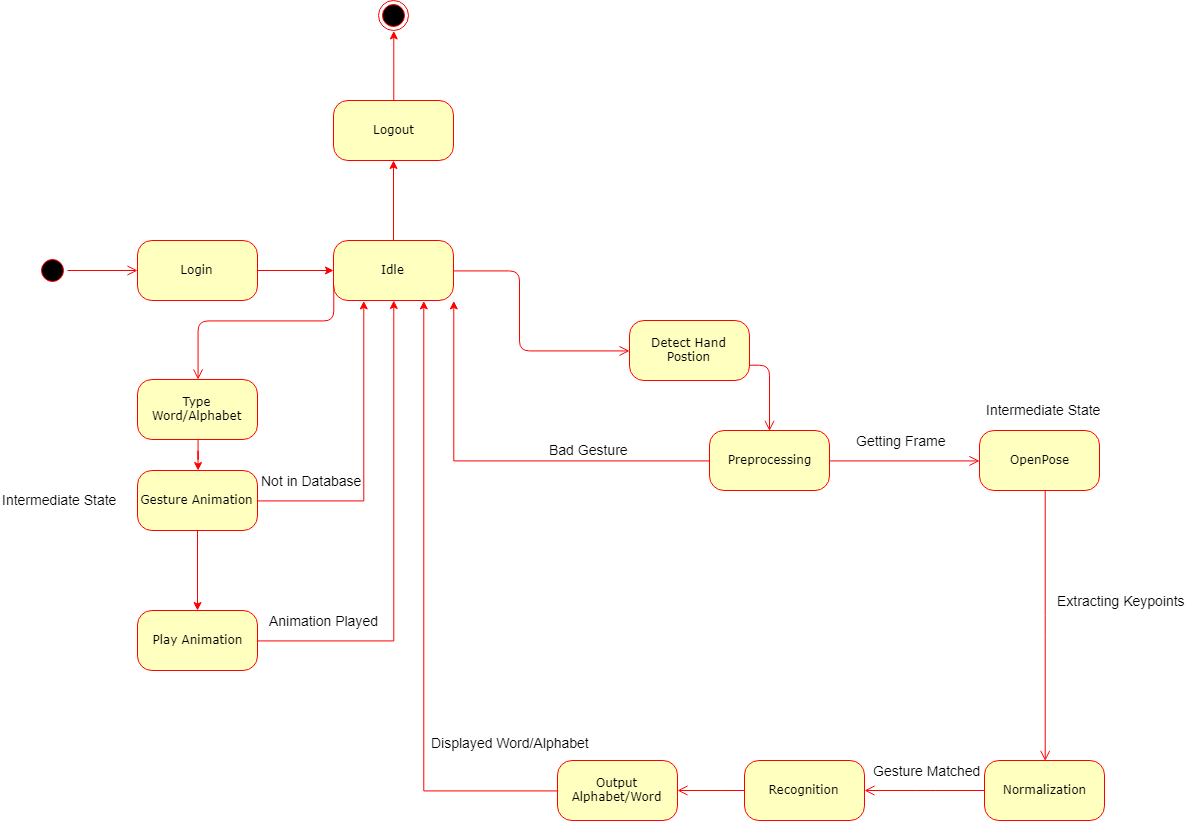 Logout
Login
Idle
Detect Hand
Postion
Type
Word/Alphabet
Intermediate State
Getting Frame
Bad Gesture
Preprocessing
OpenPose
Not in Database
Intermediate State
Gesture Animation
Extracting Keypoints
Animation Played
Play Animation
Displayed Word/Alphabet
Gesture Matched
Output
Alphabet/Word
Recognition
Normalization